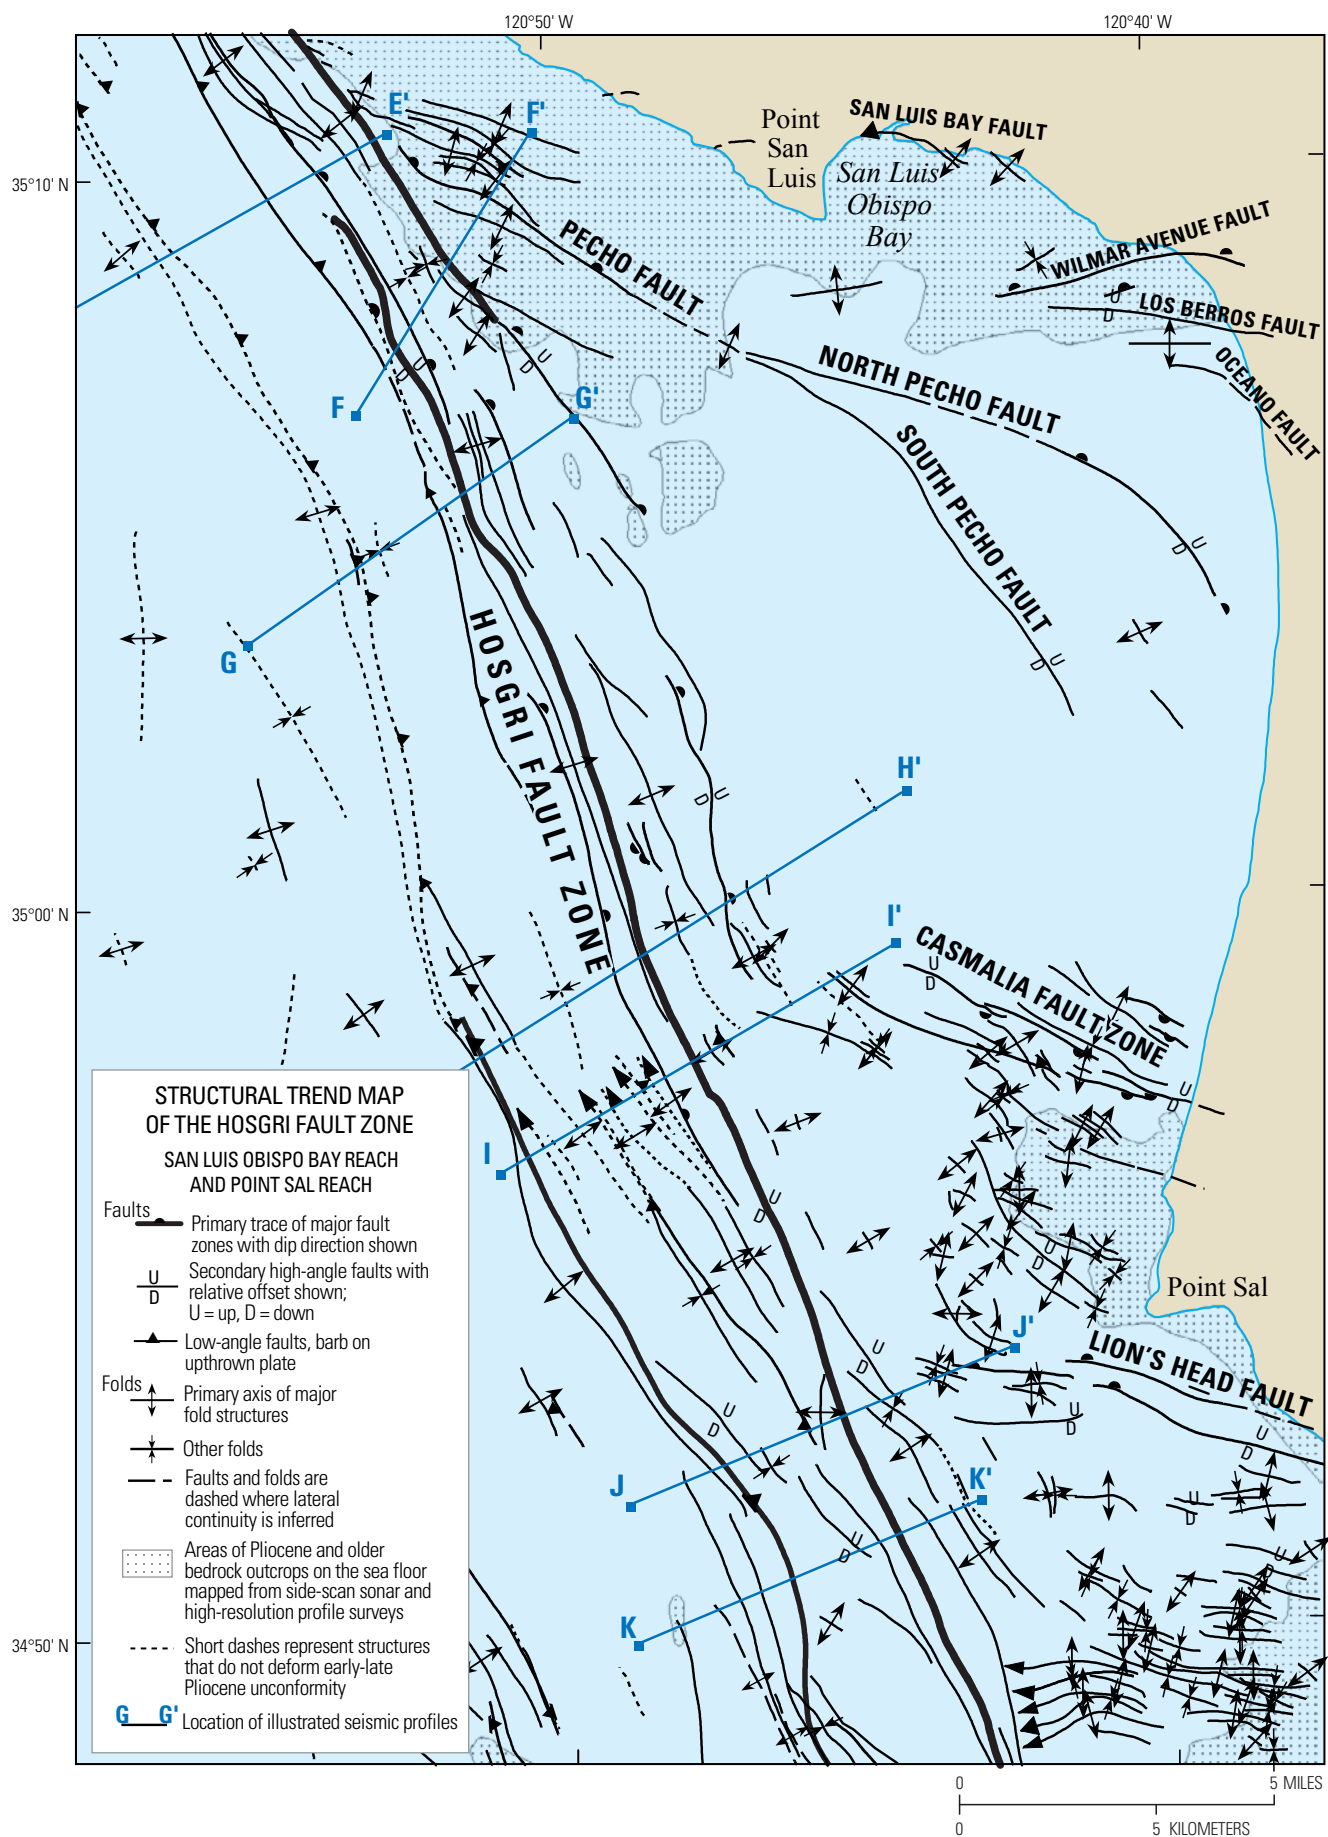 120°50' W
120°40' W
E'
F'
Point
San
Luis
SAN LUIS BAY FAULT
San Luis
Obispo
Bay
35°10' N
WILMAR AVENUE FAULT
PECHO FAULT
U
D
LOS BERROS FAULT
OCEANO FAULT
NORTH PECHO FAULT
U
D
U
D
F
G'
SOUTH PECHO FAULT
U
D
HOSGRI FAULT ZONE
G
U
D
H'
U
D
35°00' N
I'
CASMALIA FAULT ZONE
U
D
U
D
I
U
D
U
D
Point Sal
J'
U
D
LION'S HEAD FAULT
U
D
U
D
U
D
J
K'
U
D
U
D
U
K
34°50' N
STRUCTURAL TREND MAP
OF THE HOSGRI FAULT ZONE
SAN LUIS OBISPO BAY REACH
AND POINT SAL REACH
Faults
Primary trace of major fault
zones with dip direction shown
U
D
Secondary high-angle faults with
relative offset shown;
U = up, D = down
Low-angle faults, barb on
upthrown plate
Folds
Primary axis of major
fold structures
Other folds
Faults and folds are
dashed where lateral
continuity is inferred
Areas of Pliocene and older
bedrock outcrops on the sea floor
mapped from side-scan sonar and
high-resolution profile surveys
Short dashes represent structures
that do not deform early-late
Pliocene unconformity
G G' Location of illustrated seismic profiles
0 5 MILES
0 5 KILOMETERS